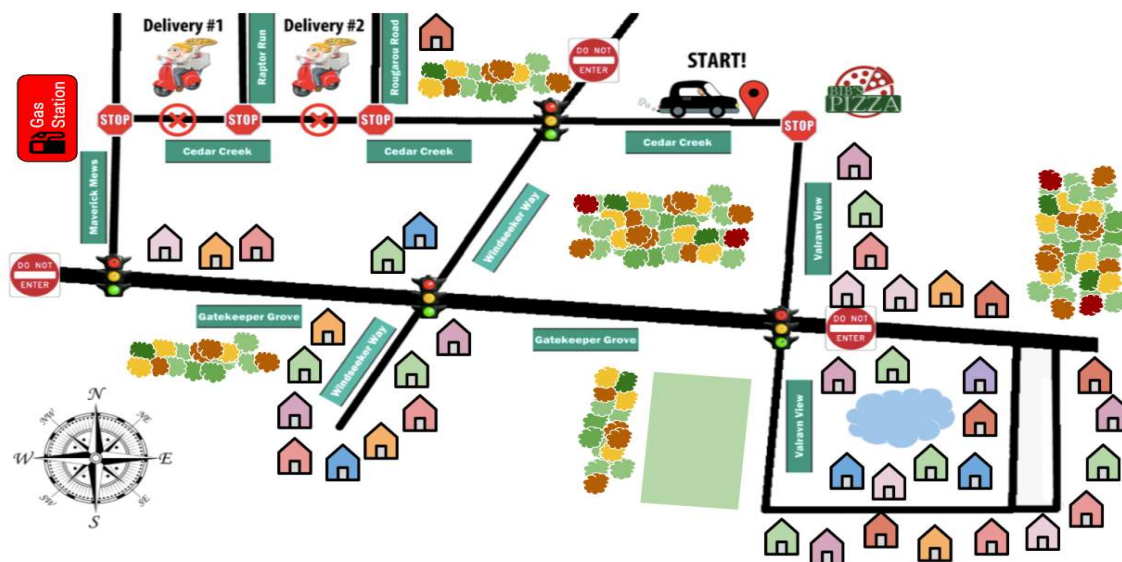 Delivery #1
Raptor Run
Delivery #2
Rougarou Road
DO NOT
ENTER
START!
BIB'S
PIZZA
Gas
Station
STOP
STOP
STOP
STOP
Cedar Creek
Cedar Creek
Cedar Creek
Maverick Mews
Windseeker Way
Valravn View
DO NOT
ENTER
Gatekeeper Grove
Windseeker Way
Gatekeeper Grove
DO NOT
ENTER
Valravn View
N
NW
NE
W
E
SW
SE
S